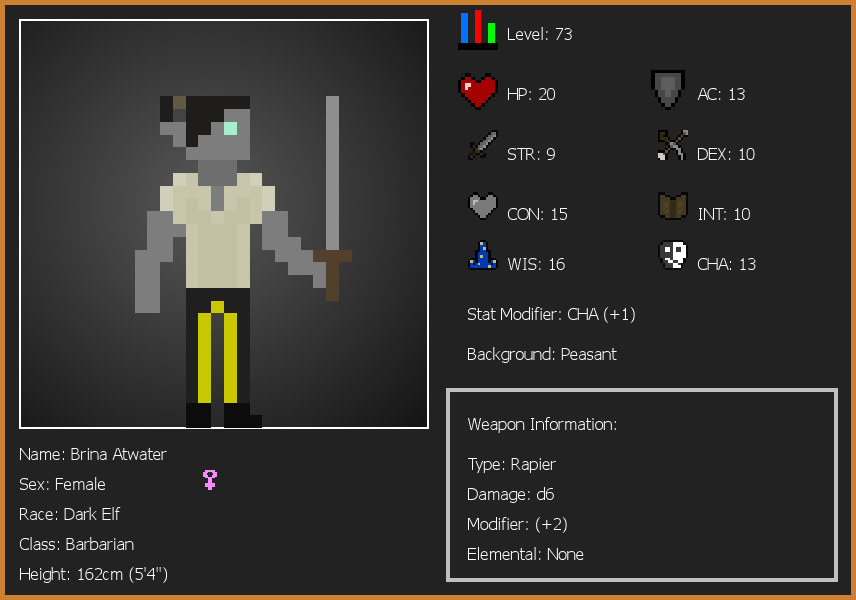 Level: 73
HP: 20
AC: 13
STR: 9
DEX: 10
CON: 15
INT: 10
WIS: 16
CHA: 13
Stat Modifier: CHA (+1)
Background: Peasant
Weapon Information:
Type: Rapier
Damage: d6
Modifier: (+2)
Elemental: None
Name: Brina Atwater
Sex: Female
Race: Dark Elf
Class: Barbarian
Height: 162cm (5'4")